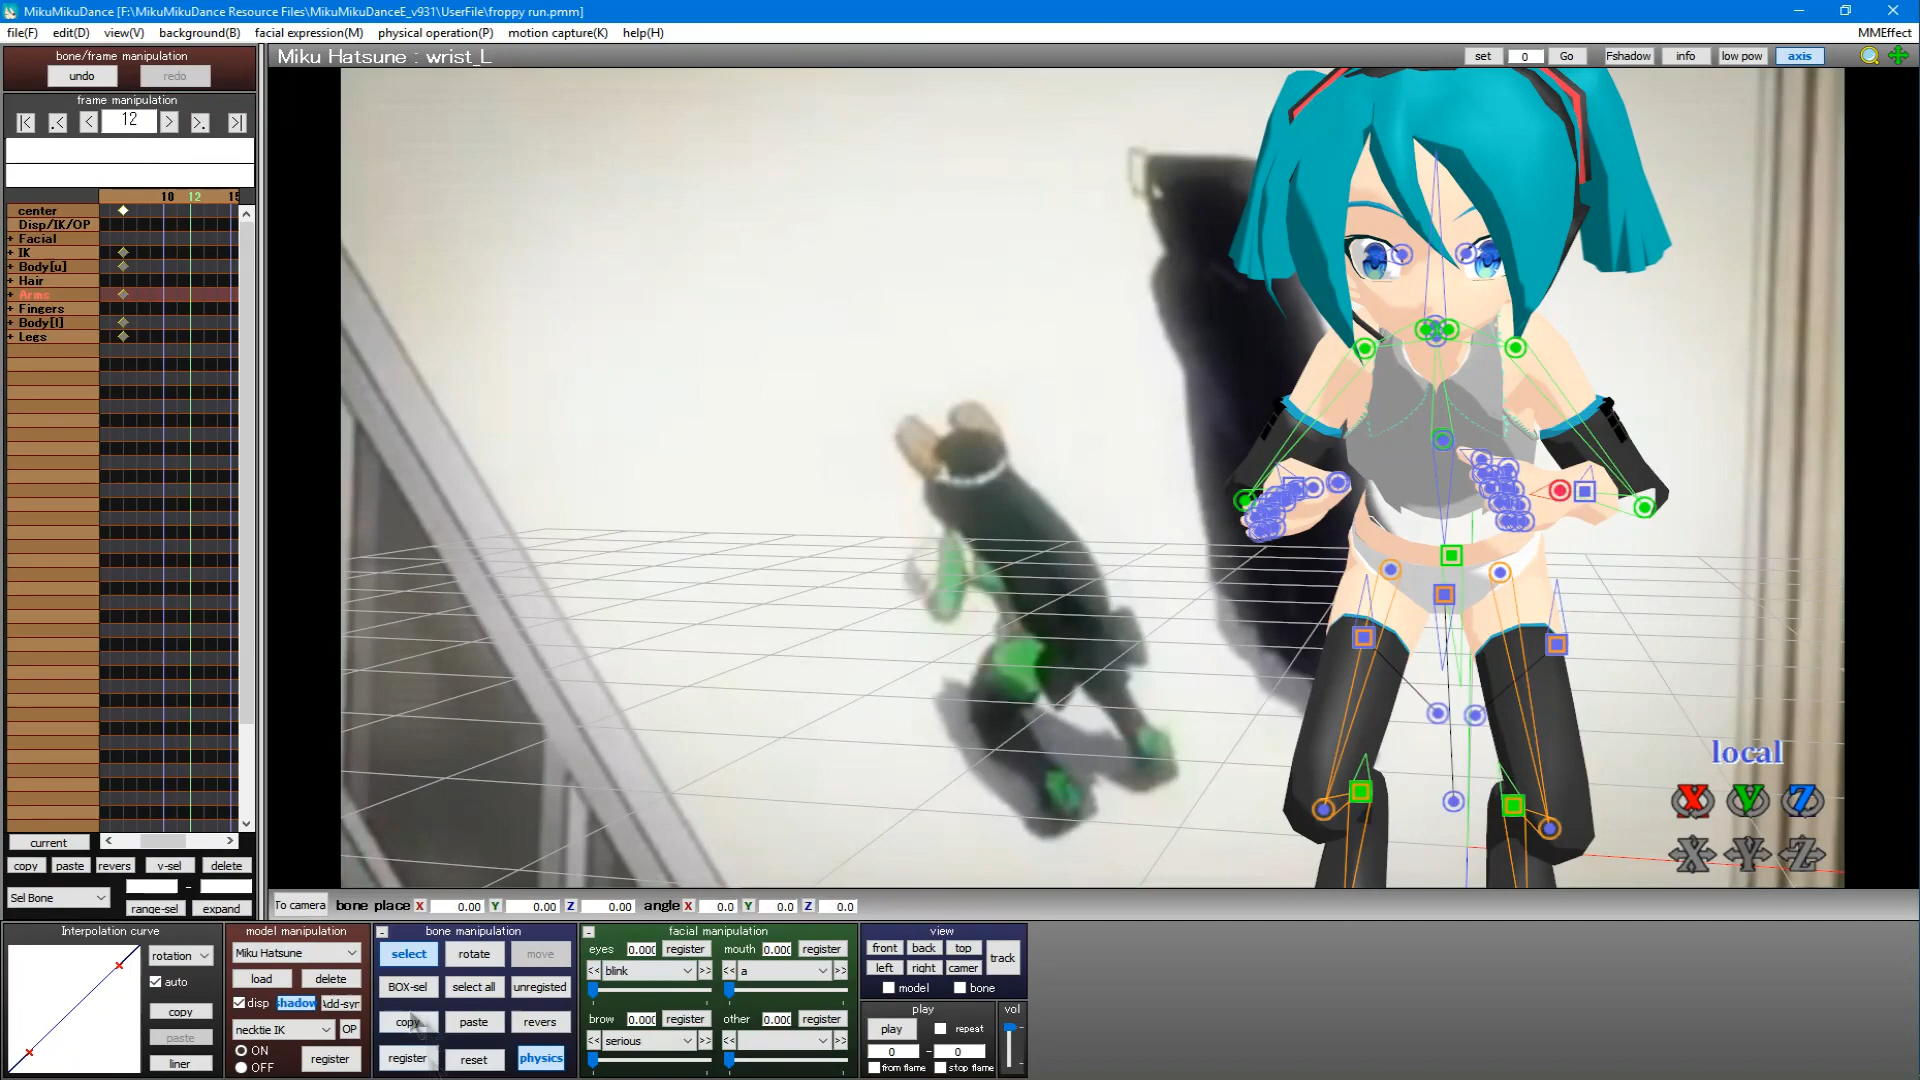 MikuMikuDance [F:\MikuMikuDance Resource Files\MikuMikuDanceE_v931\UserFile\froppy run.pmm]
file(F) edit(D) view(V) background(B) facial expression(M) physical operation(P) motion capture(K) help(H) MMEffect
bone/frame manipulation
undo redo
Miku Hatsune : wrist_L
set 0 Go Fshadow info low pow axis
frame manipulation
|< .< < 12 > >. >|
10 12 15
center
Disp/IK/OP
+ Facial
+ IK
+ Body[u]
+ Hair
+ Arms
+ Fingers
+ Body[l]
+ Legs
local
X Y Z
X Y Z
current < >
copy paste revers v-sel delete
Sel Bone -
range-sel expand
To camera bone place X 0.00 Y 0.00 Z 0.00 angle X 0.0 Y 0.0 Z 0.0
Interpolation curve
rotation
auto
copy
paste
liner
model manipulation
Miku Hatsune
load delete
disp shadow Add-syn
necktie IK OP
ON
OFF
register
- bone manipulation
select rotate move
BOX-sel select all unregisted
copy paste revers
register reset physics
- facial manipulation
eyes 0.000 register mouth 0.000 register
<< blink >> << a >>
brow 0.000 register other 0.000 register
<< serious >> << >>
view
front back top
left right camer
track
model bone
play
play repeat
0 - 0
from flame stop flame
vol